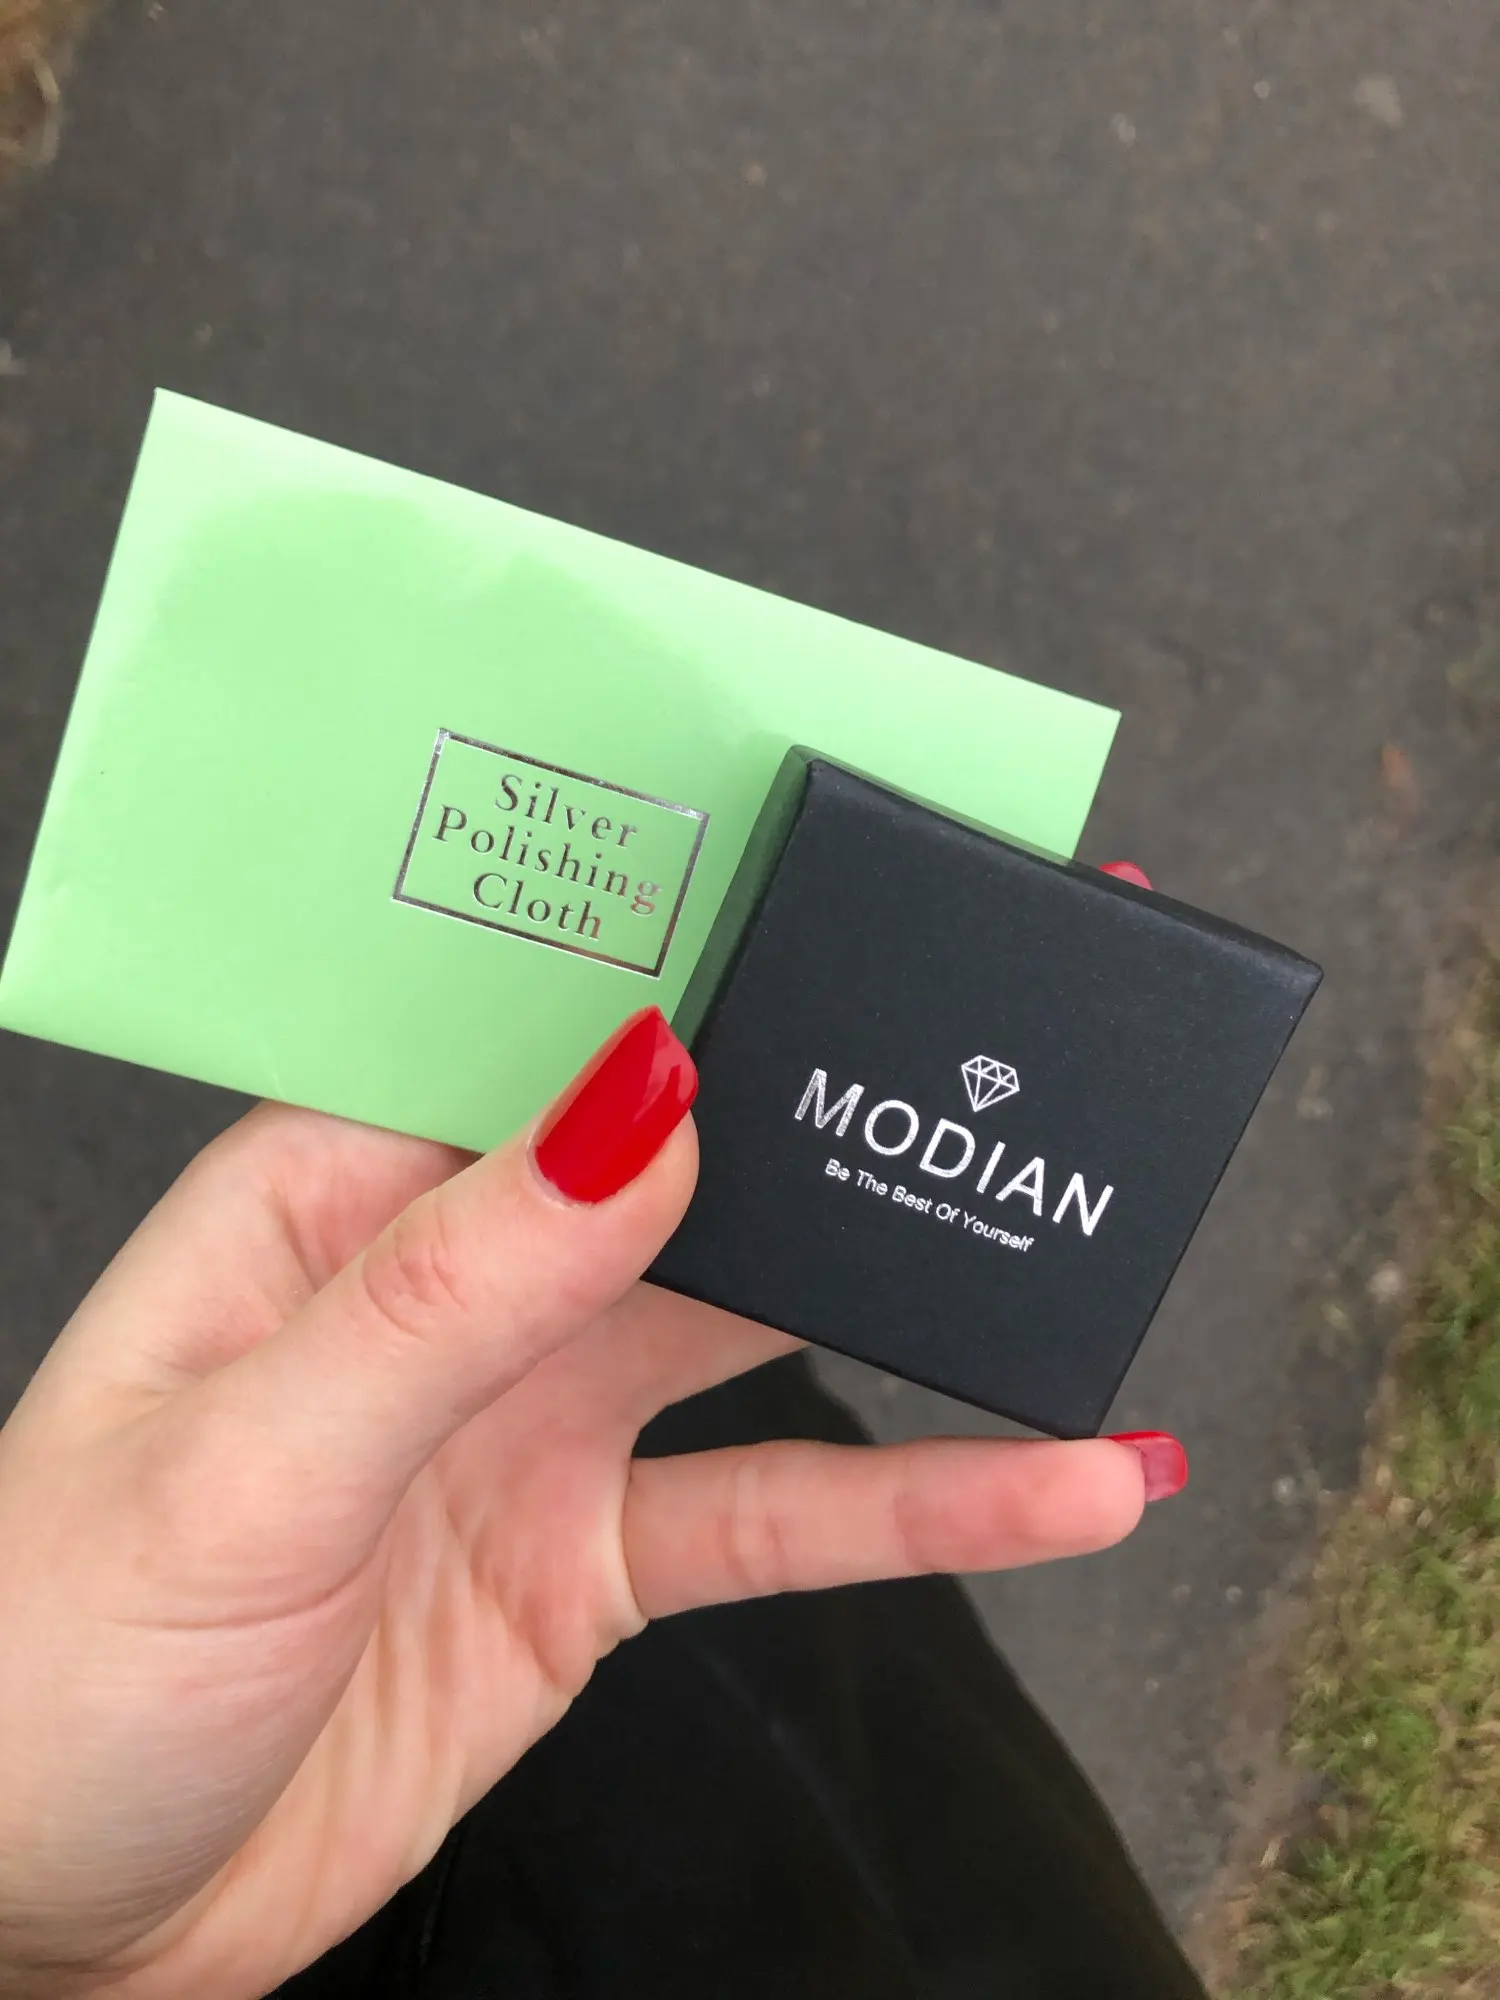 Silver
Polishing
Cloth
MODIAN
Be The Best Of Yourself